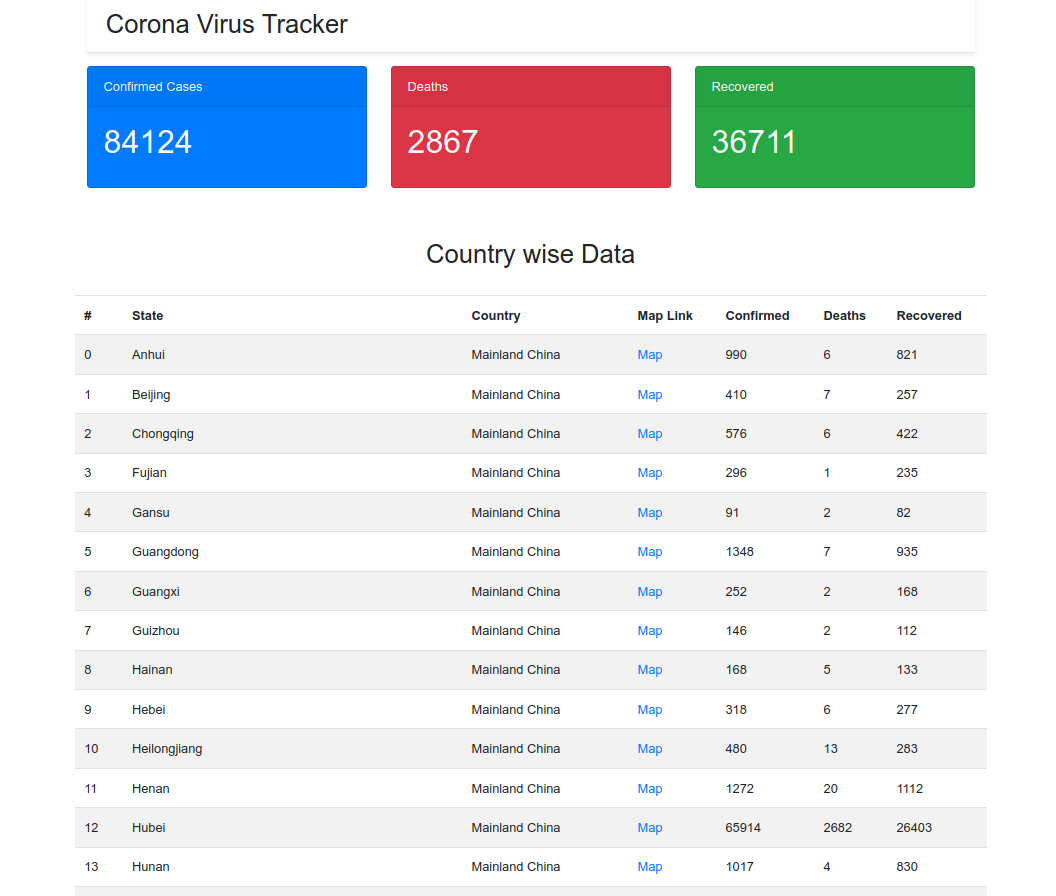 Corona Virus Tracker
Confirmed Cases Deaths Recovered
84124 2867 36711
Country wise Data
# State Country Map Link Confirmed Deaths Recovered
0 Anhui Mainland China Map 990 6 821
1 Beijing Mainland China Map 410 7 257
2 Chongqing Mainland China Map 576 6 422
3 Fujian Mainland China Map 296 1 235
4 Gansu Mainland China Map 91 2 82
5 Guangdong Mainland China Map 1348 7 935
6 Guangxi Mainland China Map 252 2 168
7 Guizhou Mainland China Map 146 2 112
8 Hainan Mainland China Map 168 5 133
9 Hebei Mainland China Map 318 6 277
10 Heilongjiang Mainland China Map 480 13 283
11 Henan Mainland China Map 1272 20 1112
12 Hubei Mainland China Map 65914 2682 26403
13 Hunan Mainland China Map 1017 4 830